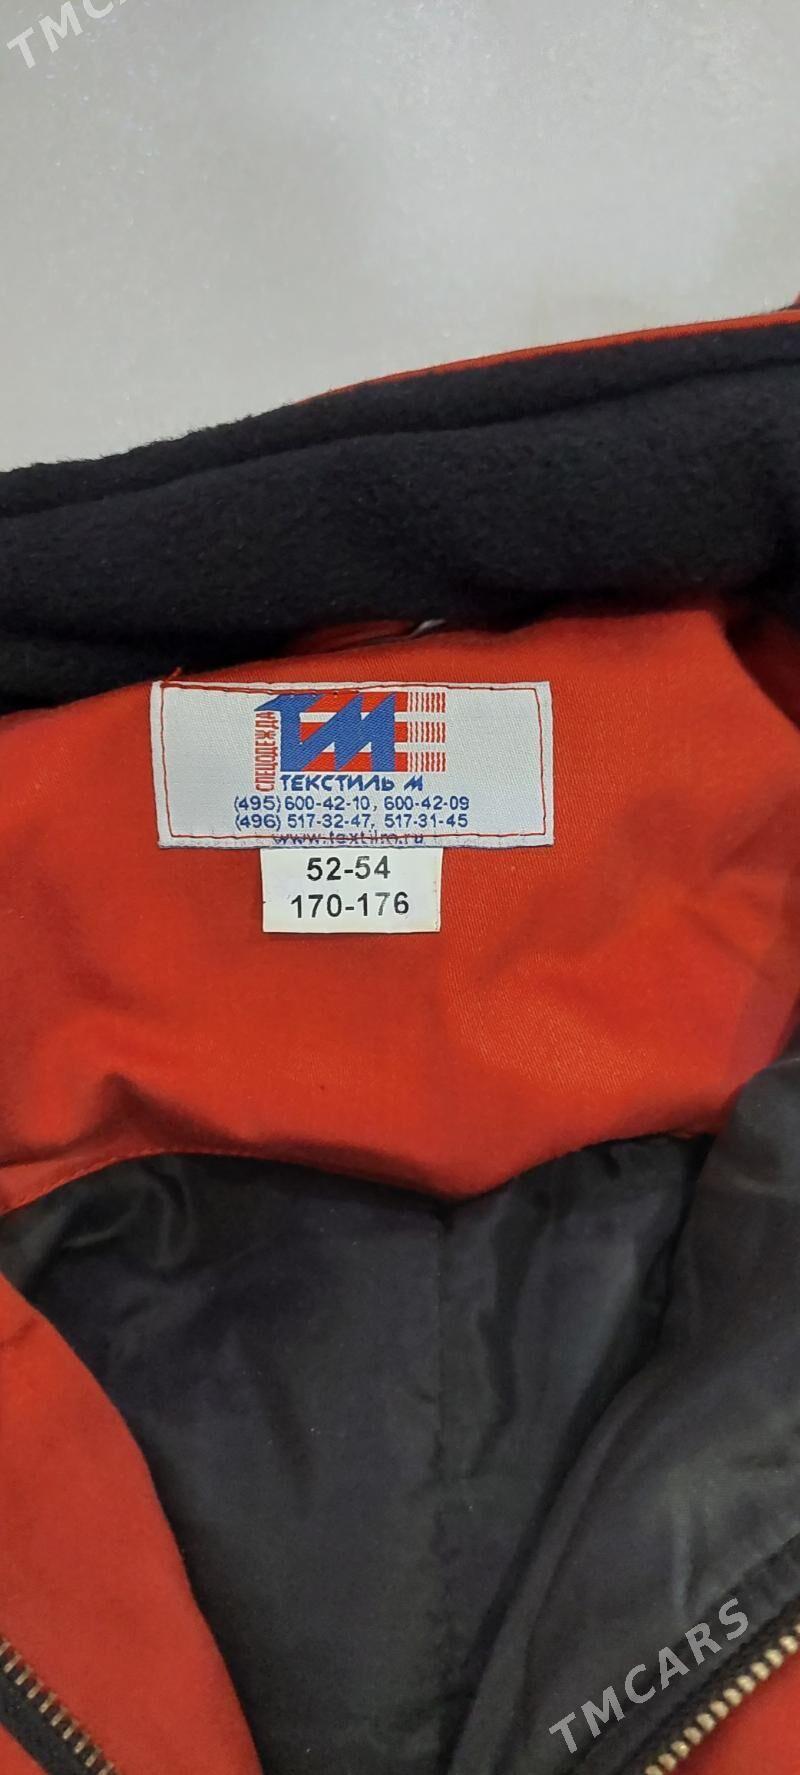 TMCA
СПЕЦОДЕЖДА
ТМ
ТЕКСТИЛЬ М
(495) 600-42-10, 600-42-09
(496) 517-32-47, 517-31-45
www.textilm.ru
52-54
170-176
TMCARS